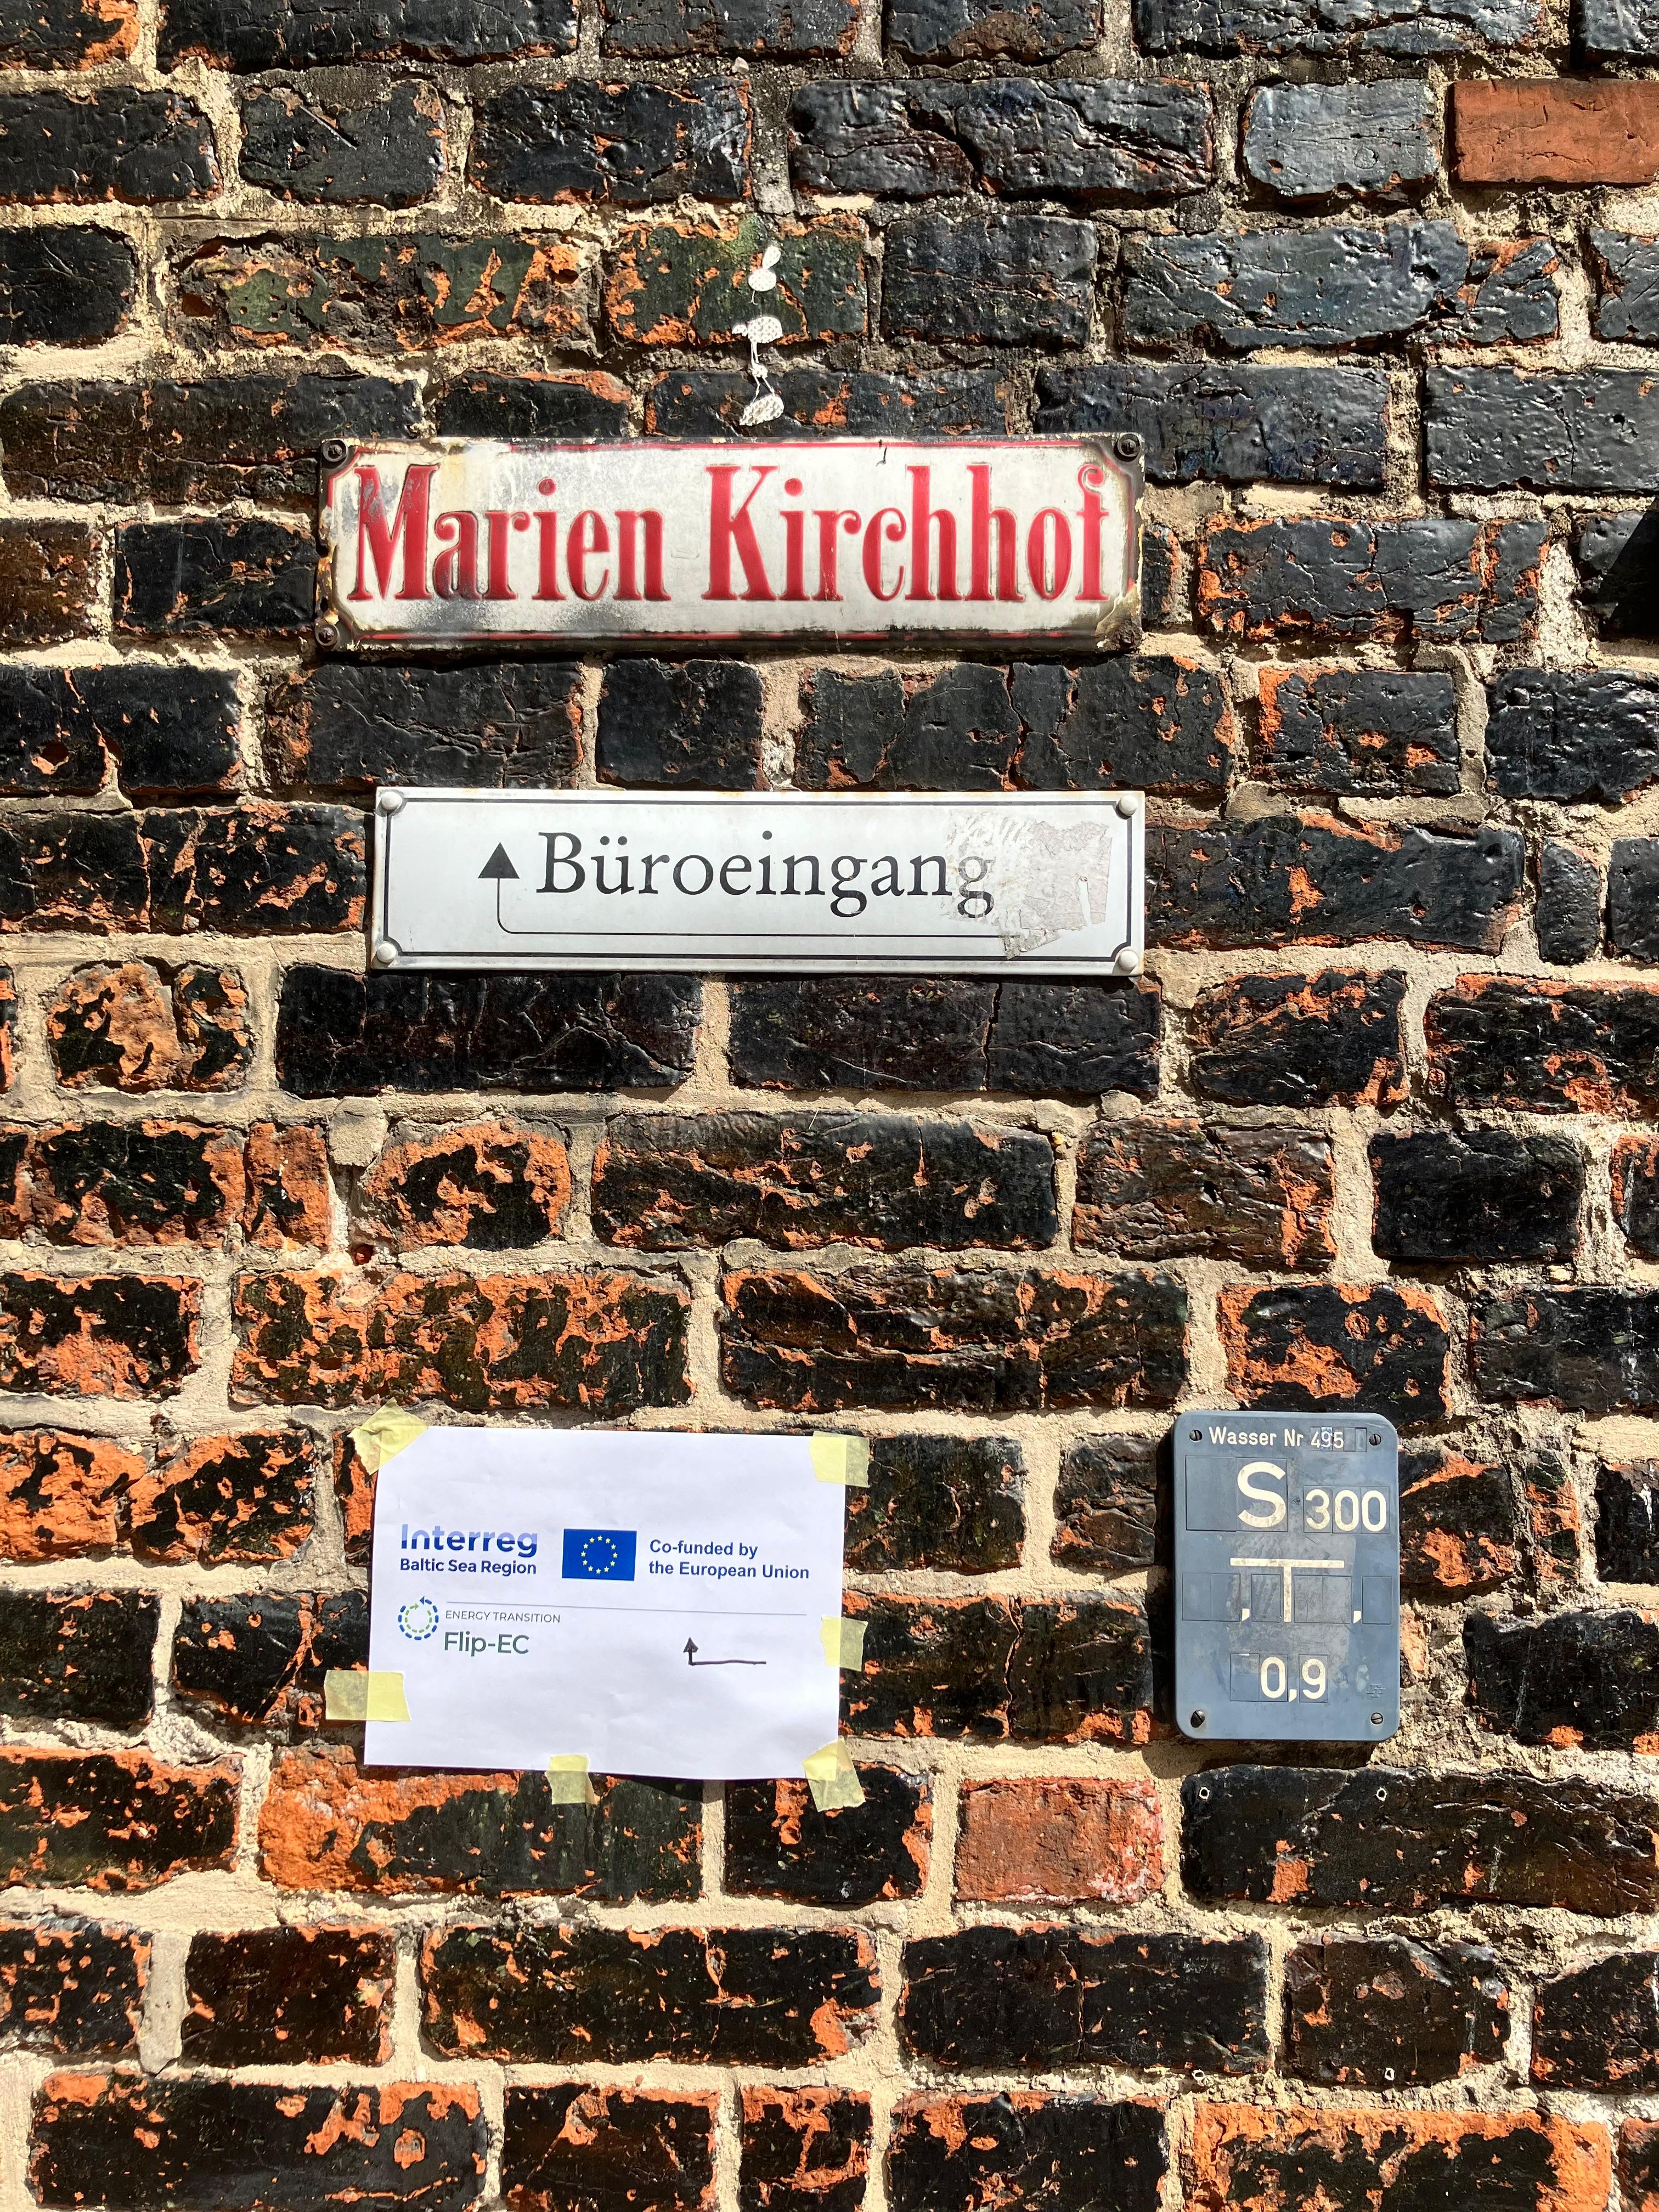 Marien Kirchhof
Büroeingang
Interreg
Baltic Sea Region
Co-funded by
the European Union
ENERGY TRANSITION
Flip-EC
Wasser Nr 495
S 300
T
, ,
0,9